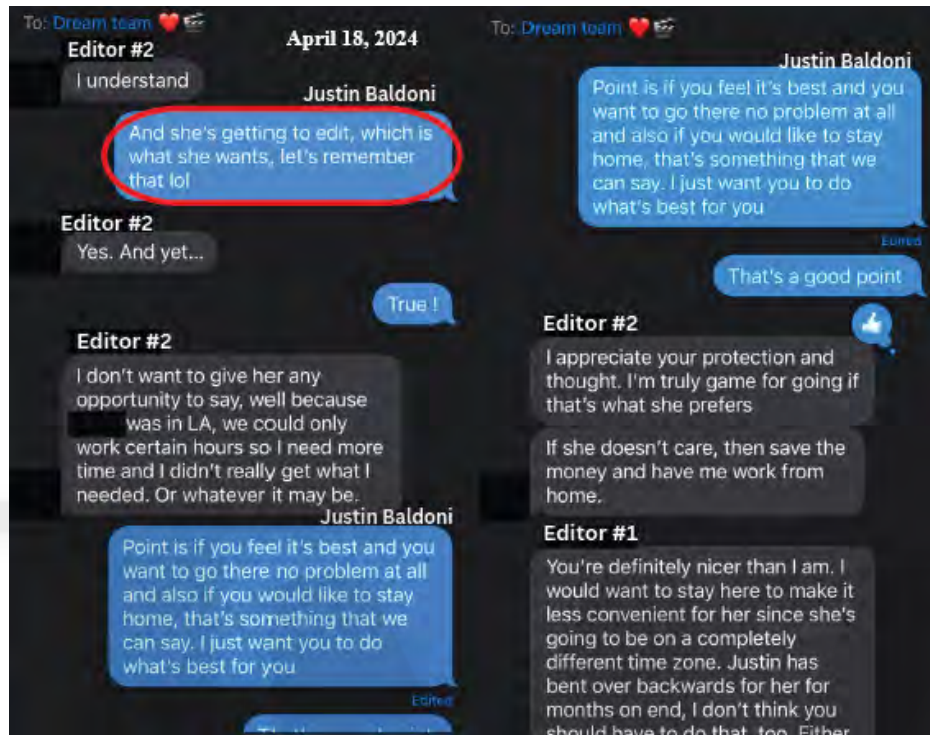 To: Dream team ❤️🎬
April 18, 2024
Editor #2
I understand
Justin Baldoni
And she's getting to edit, which is
what she wants, let's remember
that lol
Editor #2
Yes. And yet...
True !
Editor #2
I don't want to give her any
opportunity to say, well because
was in LA, we could only
work certain hours so I need more
time and I didn't really get what I
needed. Or whatever it may be.
Justin Baldoni
Point is if you feel it's best and you
want to go there no problem at all
and also if you would like to stay
home, that's something that we
can say. I just want you to do
what's best for you
Edited
To: Dream team ❤️🎬
Justin Baldoni
Point is if you feel it's best and you
want to go there no problem at all
and also if you would like to stay
home, that's something that we
can say. I just want you to do
what's best for you
Edited
That's a good point
Editor #2
I appreciate your protection and
thought. I'm truly game for going if
that's what she prefers
If she doesn't care, then save the
money and have me work from
home.
Editor #1
You're definitely nicer than I am. I
would want to stay here to make it
less convenient for her since she's
going to be on a completely
different time zone. Justin has
bent over backwards for her for
months on end, I don't think you
should have to do that, too. Either